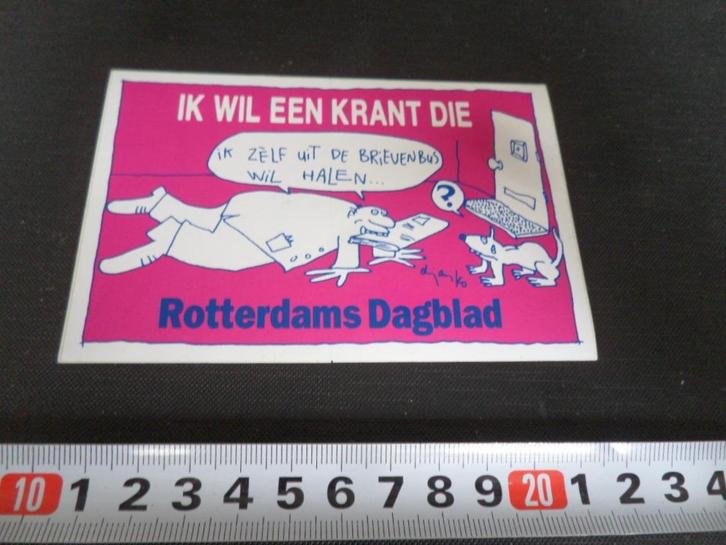 IK WIL EEN KRANT DIE
ik ZÈLF uiT DE BRiEVENBUS
WiL HALEN...
?
Rotterdams Dagblad
10 1 2 3 4 5 6 7 8 9 20 1 2 3 4